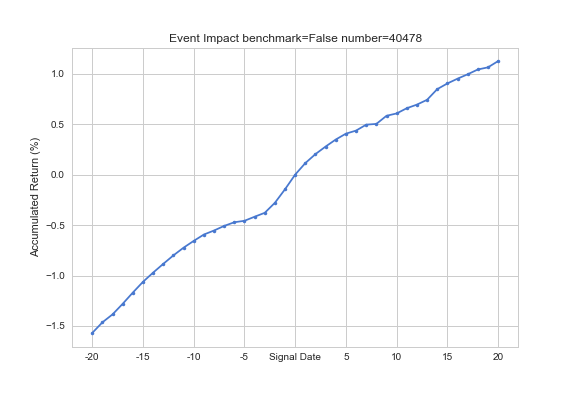 Event Impact benchmark=False number=40478
Accumulated Return (%)
1.0
0.5
0.0
−0.5
−1.0
−1.5
-20 -15 -10 -5 Signal Date 5 10 15 20